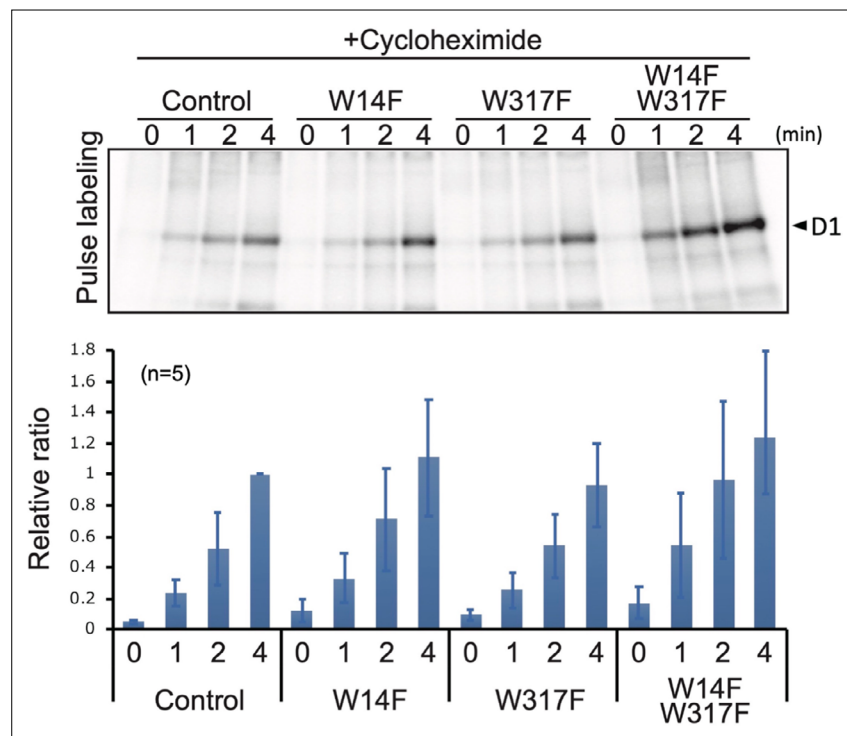 +Cycloheximide
Control W14F W317F W14F W317F
0 1 2 4 0 1 2 4 0 1 2 4 0 1 2 4 (min)
Pulse labeling
◄D1
1.8
1.6
1.4
1.2
1
0.8
0.6
0.4
0.2
0
Relative ratio
(n=5)
0 1 2 4 0 1 2 4 0 1 2 4 0 1 2 4
Control W14F W317F W14F
W317F